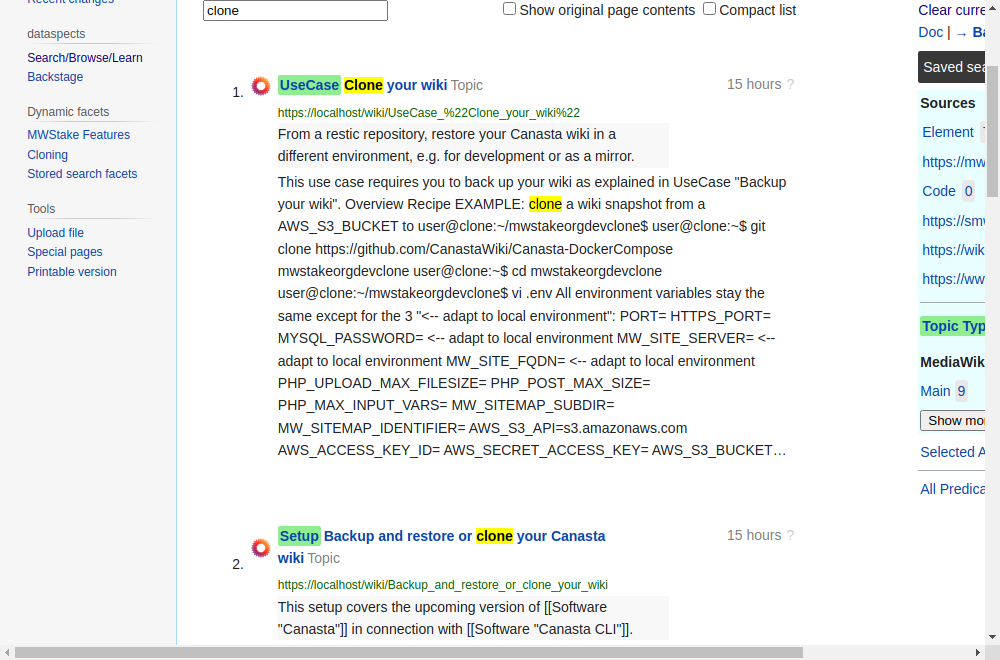 Recent changes
dataspects
Search/Browse/Learn
Backstage
Dynamic facets
MWStake Features
Cloning
Stored search facets
Tools
Upload file
Special pages
Printable version
clone
Show original page contents
Compact list
1.
UseCase Clone your wiki Topic
15 hours ?
https://localhost/wiki/UseCase_%22Clone_your_wiki%22
From a restic repository, restore your Canasta wiki in a
different environment, e.g. for development or as a mirror.
This use case requires you to back up your wiki as explained in UseCase "Backup
your wiki". Overview Recipe EXAMPLE: clone a wiki snapshot from a
AWS_S3_BUCKET to user@clone:~/mwstakeorgdevclone$ user@clone:~$ git
clone https://github.com/CanastaWiki/Canasta-DockerCompose
mwstakeorgdevclone user@clone:~$ cd mwstakeorgdevclone
user@clone:~/mwstakeorgdevclone$ vi .env All environment variables stay the
same except for the 3 "<-- adapt to local environment": PORT= HTTPS_PORT=
MYSQL_PASSWORD= <-- adapt to local environment MW_SITE_SERVER= <--
adapt to local environment MW_SITE_FQDN= <-- adapt to local environment
PHP_UPLOAD_MAX_FILESIZE= PHP_POST_MAX_SIZE=
PHP_MAX_INPUT_VARS= MW_SITEMAP_SUBDIR=
MW_SITEMAP_IDENTIFIER= AWS_S3_API=s3.amazonaws.com
AWS_ACCESS_KEY_ID= AWS_SECRET_ACCESS_KEY= AWS_S3_BUCKET…
2.
Setup Backup and restore or clone your Canasta
wiki Topic
15 hours ?
https://localhost/wiki/Backup_and_restore_or_clone_your_wiki
This setup covers the upcoming version of [[Software
"Canasta"]] in connection with [[Software "Canasta CLI"]].
Clear curre
Doc | → Ba
Saved sea
Sources
Element
https://mw
Code 0
https://smw
https://wik
https://ww
Topic Typ
MediaWik
Main 9
Show mor
Selected A
All Predica